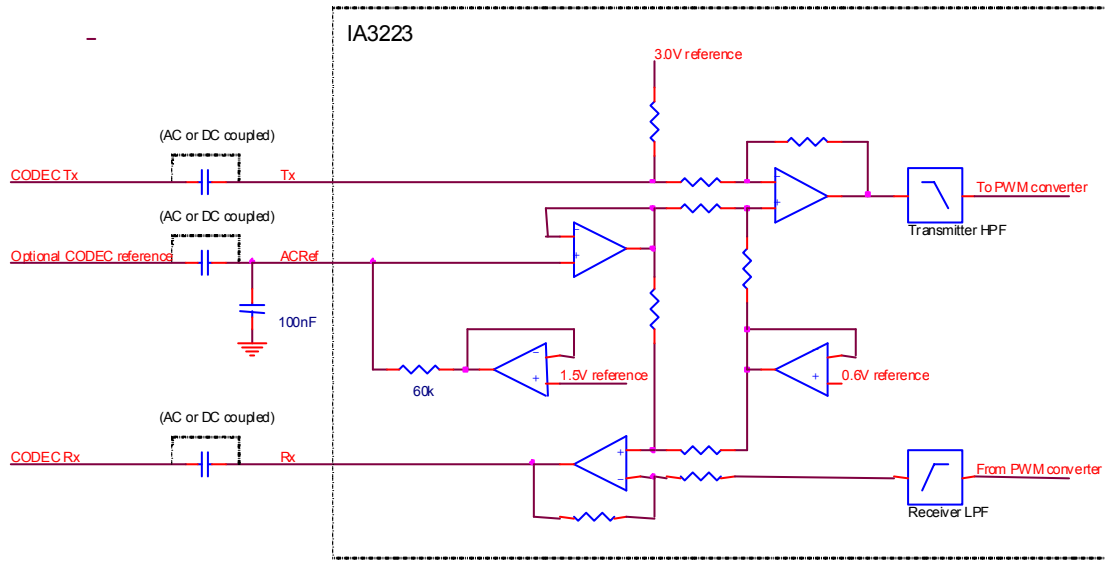 IA3223
3.0V reference
(AC or DC coupled)
CODEC Tx
Tx
To PWM converter
Transmitter HPF
(AC or DC coupled)
Optional CODEC reference
ACRef
100nF
60k
1.5V reference
0.6V reference
(AC or DC coupled)
CODEC Rx
Rx
From PWM converter
Receiver LPF